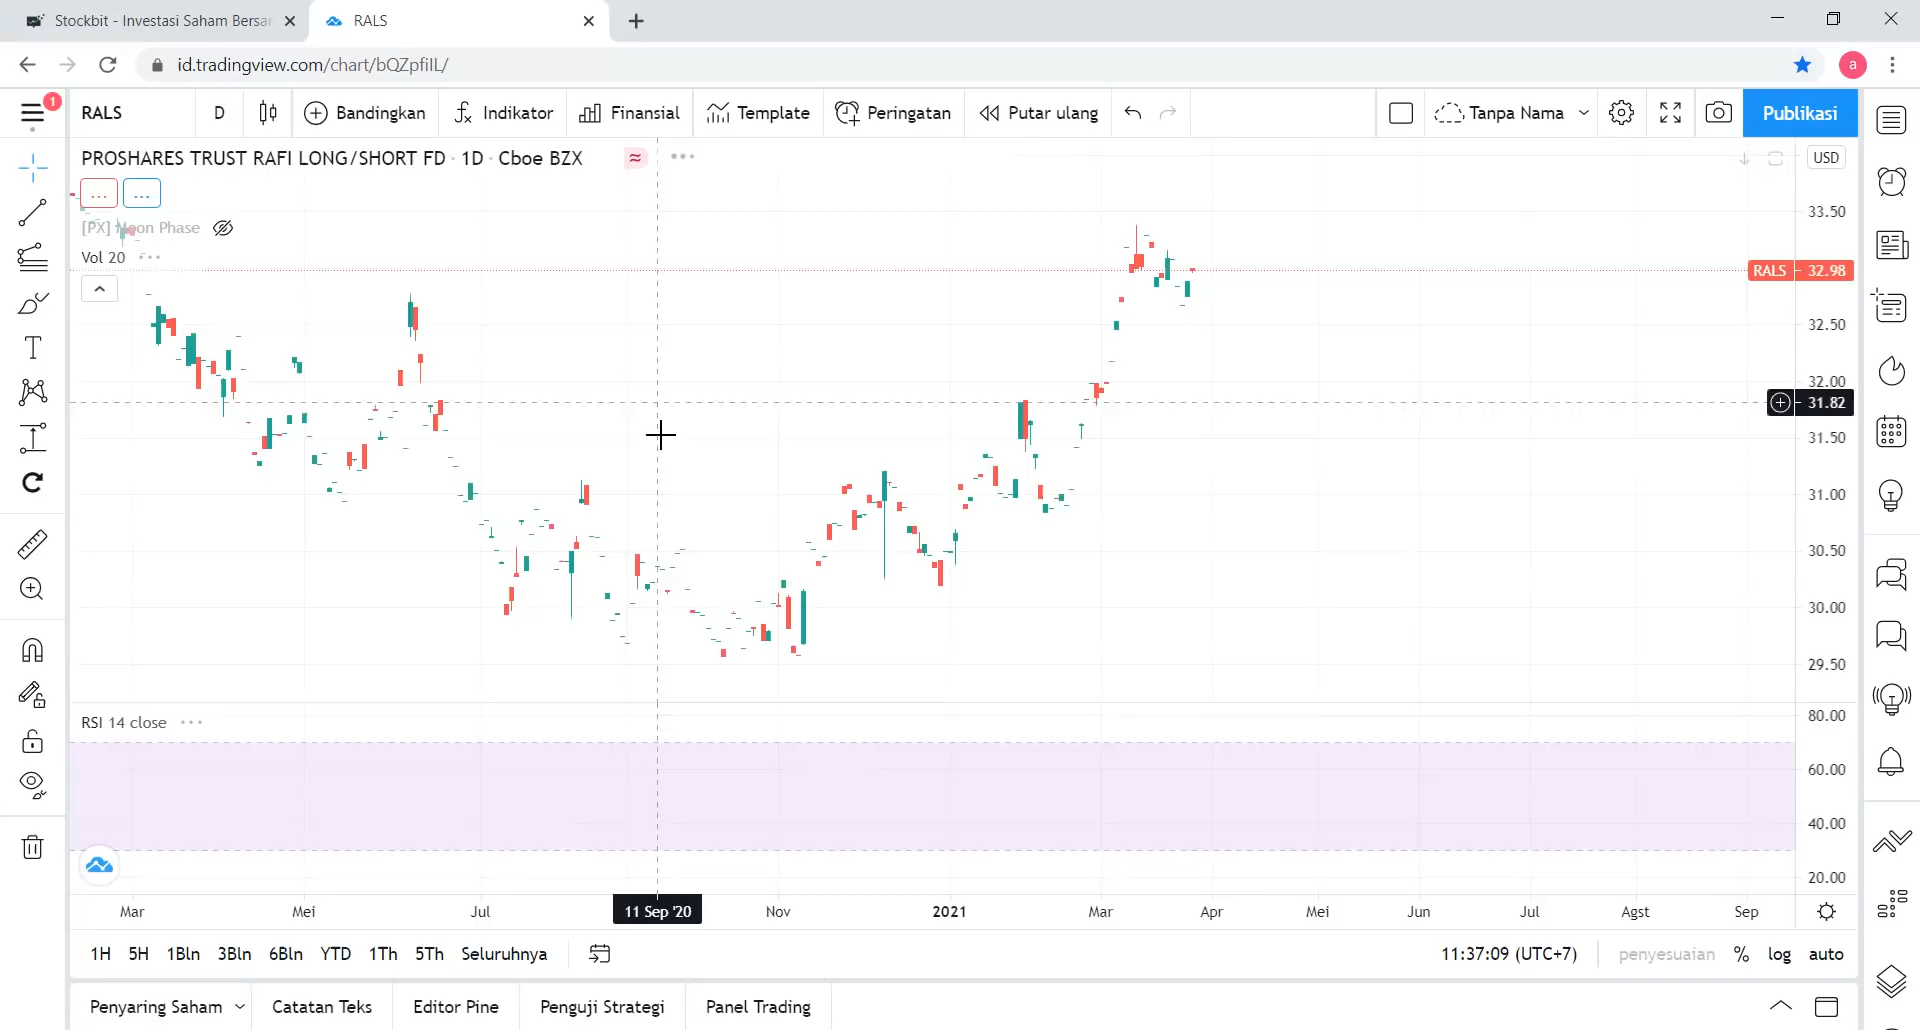 Stockbit - Investasi Saham Bersam
RALS
id.tradingview.com/chart/bQZpfiIL/
a
1
RALS
D
Bandingkan
Indikator
Finansial
Template
Peringatan
Putar ulang
Tanpa Nama
Publikasi
PROSHARES TRUST RAFI LONG/SHORT FD · 1D · Cboe BZX
USD
[PX] Moon Phase
Vol 20
33.50
RALS 32.98
32.50
32.00
31.82
31.50
31.00
30.50
30.00
29.50
RSI 14 close
80.00
60.00
40.00
20.00
Mar
Mei
Jul
11 Sep '20
Nov
2021
Mar
Apr
Mei
Jun
Jul
Agst
Sep
1H 5H 1Bln 3Bln 6Bln YTD 1Th 5Th Seluruhnya
11:37:09 (UTC+7)
penyesuaian % log auto
Penyaring Saham
Catatan Teks
Editor Pine
Penguji Strategi
Panel Trading